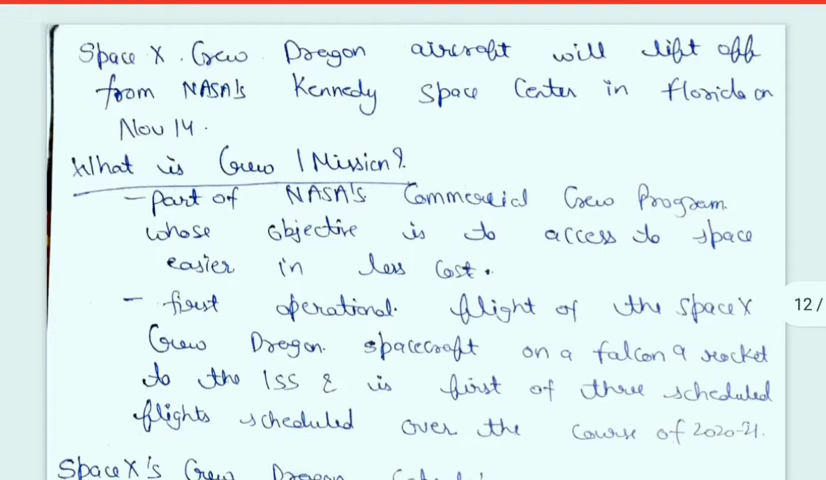 Space X Crew Dragon aircraft will lift off
from NASA's Kennedy Space Center in florida on
Nov 14.
What is Crew 1 Mission?
- part of NASA's Commercial Crew Program
whose objective is to access to space
easier in less cost.
- first operational flight of the space X
Crew Dragon spacecraft on a falcon 9 rocket
to the ISS & is first of three scheduled
flights scheduled over the course of 2020-21.
12/
SpaceX's Crew Dragon